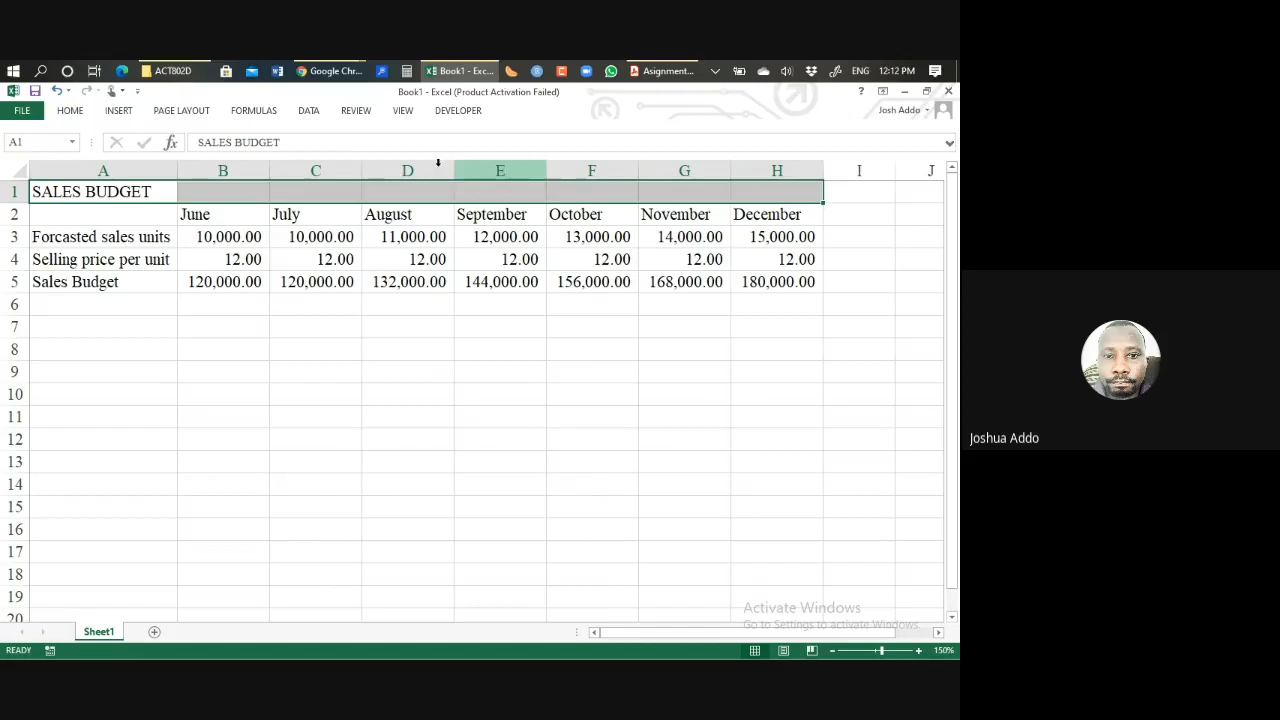 ACT802D
Google Chr...
Book1 - Exc...
Asignment...
ENG
12:12 PM
Book1 - Excel (Product Activation Failed)
?
FILE
HOME
INSERT
PAGE LAYOUT
FORMULAS
DATA
REVIEW
VIEW
DEVELOPER
Josh Addo
A1
fx
SALES BUDGET
A B C D E F G H I J
1 SALES BUDGET
2 June July August September October November December
3 Forcasted sales units 10,000.00 10,000.00 11,000.00 12,000.00 13,000.00 14,000.00 15,000.00
4 Selling price per unit 12.00 12.00 12.00 12.00 12.00 12.00 12.00
5 Sales Budget 120,000.00 120,000.00 132,000.00 144,000.00 156,000.00 168,000.00 180,000.00
6
7
8
9
10
11
12
13
14
15
16
17
18
19
20
Joshua Addo
Activate Windows
Go to Settings to activate Windows.
Sheet1
READY
150%